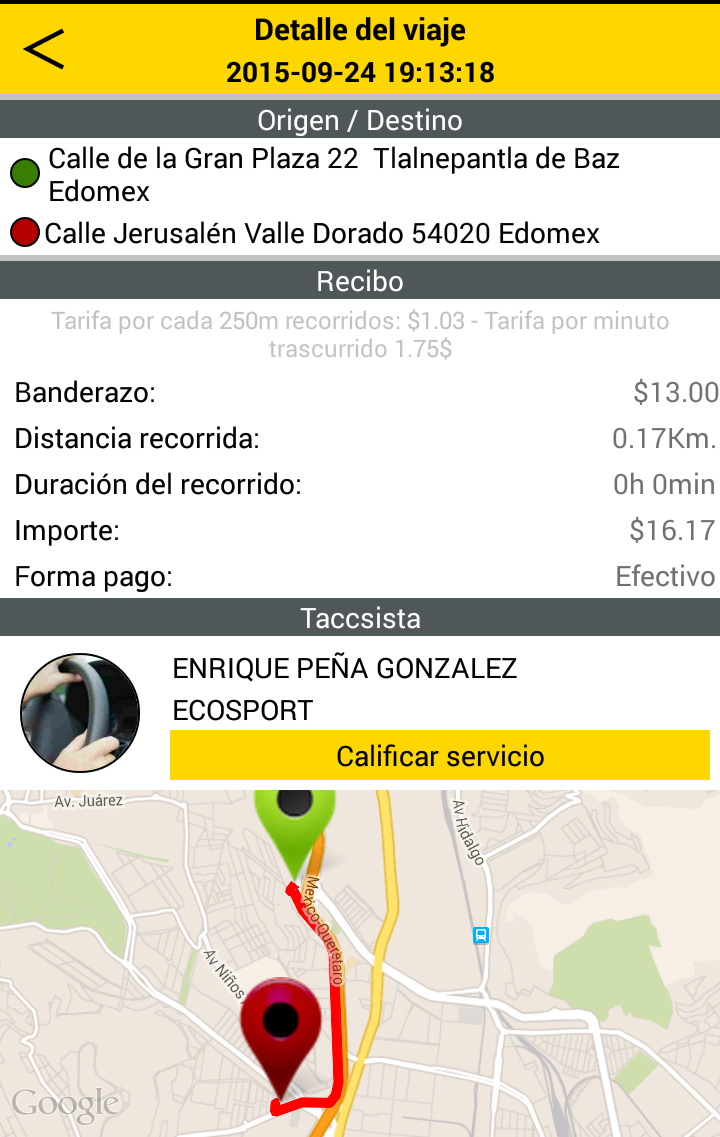 Detalle del viaje
2015-09-24 19:13:18
Origen / Destino
Calle de la Gran Plaza 22 Tlalnepantla de Baz
Edomex
Calle Jerusalén Valle Dorado 54020 Edomex
Recibo
Tarifa por cada 250m recorridos: $1.03 - Tarifa por minuto
trascurrido 1.75$
Banderazo: $13.00
Distancia recorrida: 0.17Km.
Duración del recorrido: 0h 0min
Importe: $16.17
Forma pago: Efectivo
Taccsista
ENRIQUE PEÑA GONZALEZ
ECOSPORT
Calificar servicio
Av. Juárez
Av Hidalgo
Mexico-Queretaro
Av Niños
Google